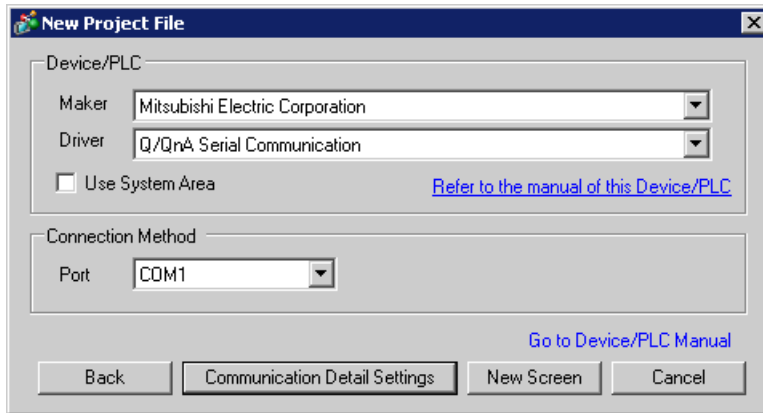 New Project File
Device/PLC
Maker Mitsubishi Electric Corporation
Driver Q/QnA Serial Communication
Use System Area Refer to the manual of this Device/PLC
Connection Method
Port COM1
Go to Device/PLC Manual
Back Communication Detail Settings New Screen Cancel